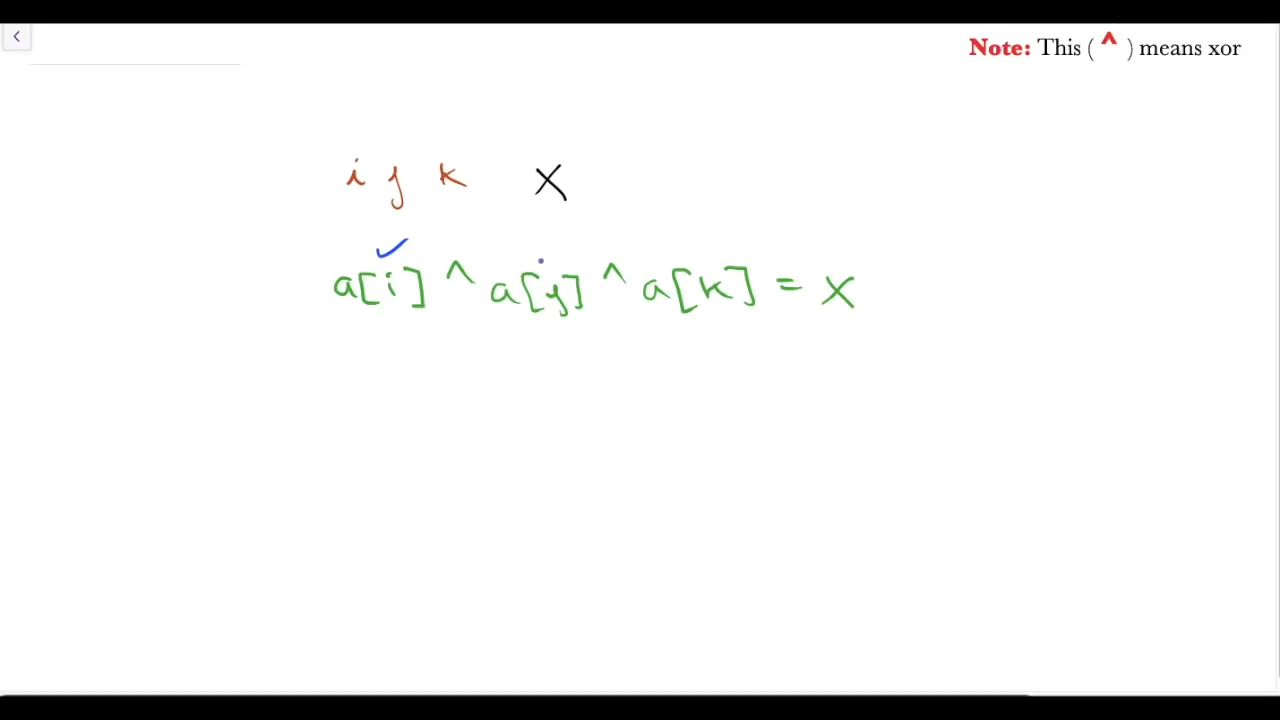 Note: This ( ^ ) means xor
i j k X
a[i] ^ a[j] ^ a[k] = X